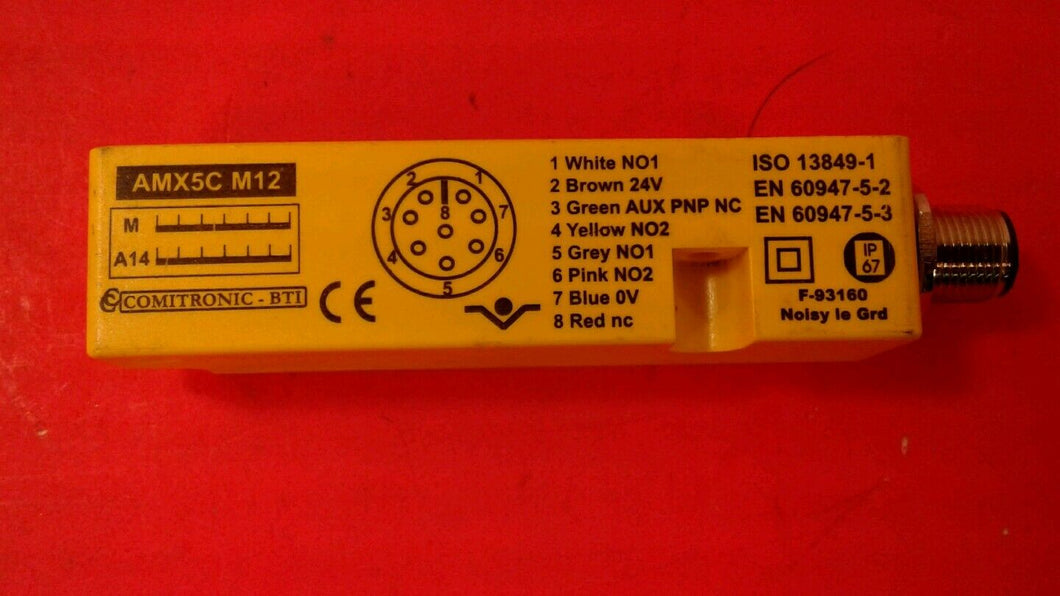 AMX5C M12
M
A14
COMITRONIC - BTI
CE
2 1
3 8 7
4 6
5
1 White NO1
2 Brown 24V
3 Green AUX PNP NC
4 Yellow NO2
5 Grey NO1
6 Pink NO2
7 Blue 0V
8 Red nc
ISO 13849-1
EN 60947-5-2
EN 60947-5-3
IP
67
F-93160
Noisy le Grd